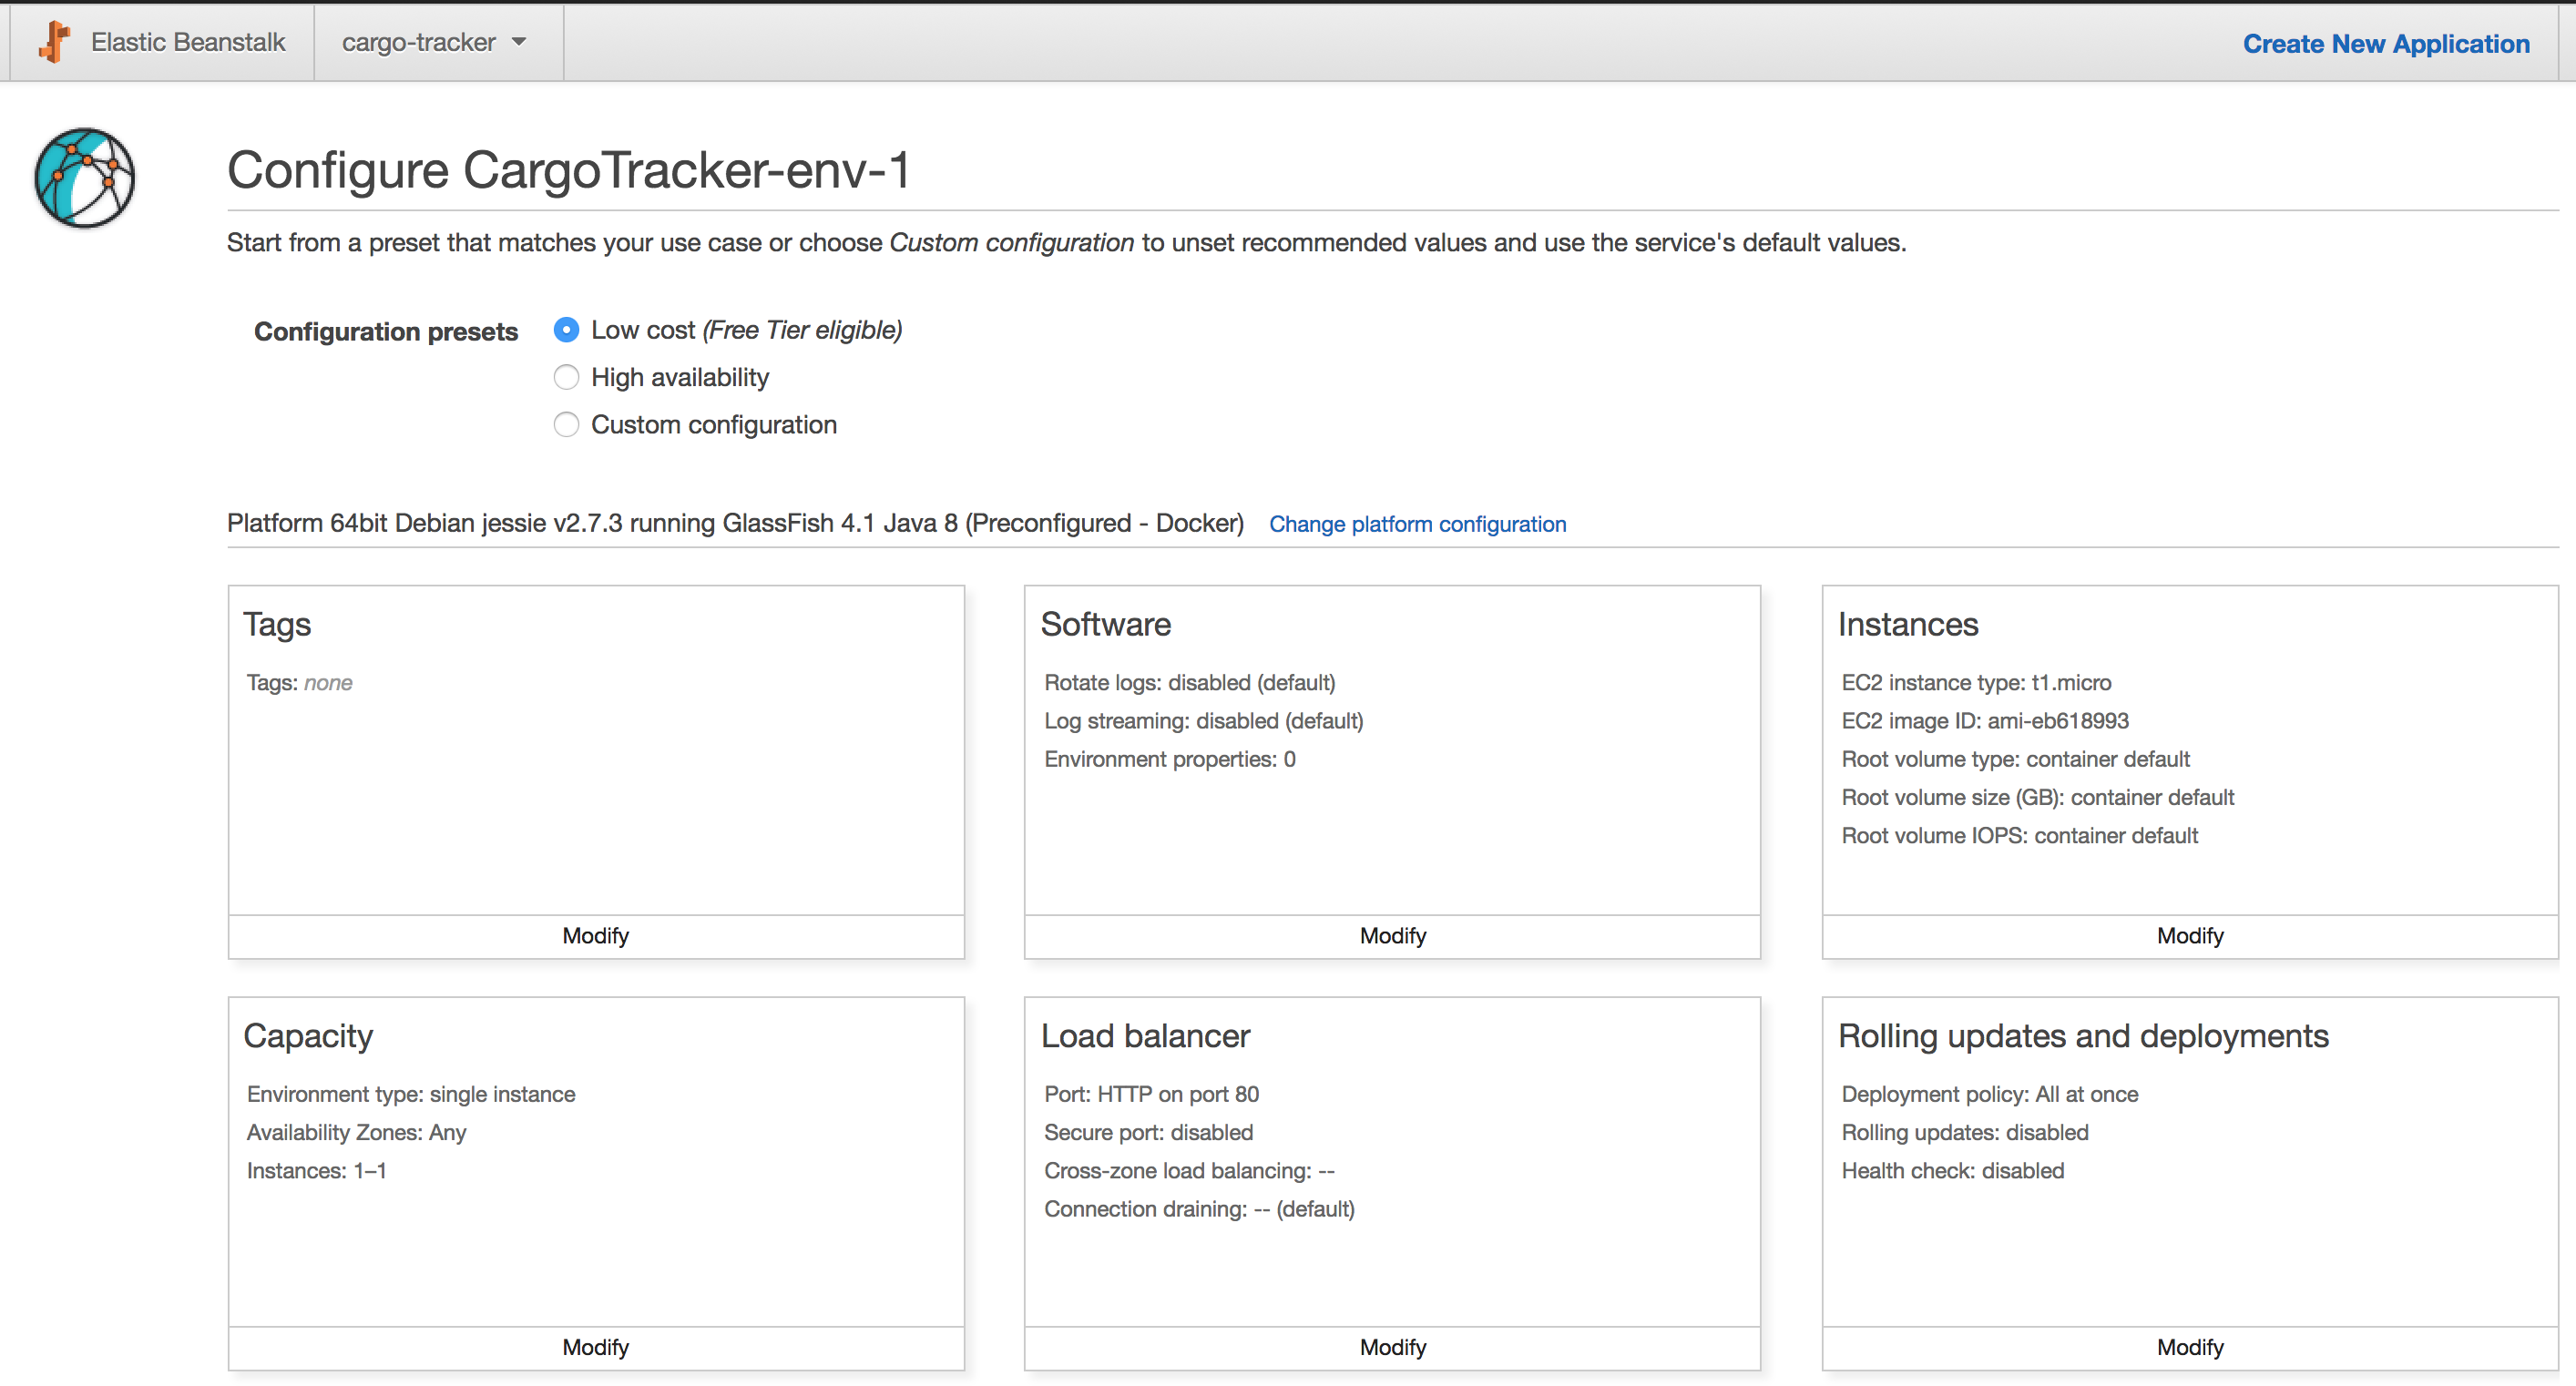 Elastic Beanstalk
cargo-tracker
Create New Application
Configure CargoTracker-env-1
Start from a preset that matches your use case or choose Custom configuration to unset recommended values and use the service's default values.
Configuration presets
Low cost (Free Tier eligible)
High availability
Custom configuration
Platform 64bit Debian jessie v2.7.3 running GlassFish 4.1 Java 8 (Preconfigured - Docker) Change platform configuration
Tags
Tags: none
Modify
Software
Rotate logs: disabled (default)
Log streaming: disabled (default)
Environment properties: 0
Modify
Instances
EC2 instance type: t1.micro
EC2 image ID: ami-eb618993
Root volume type: container default
Root volume size (GB): container default
Root volume IOPS: container default
Modify
Capacity
Environment type: single instance
Availability Zones: Any
Instances: 1–1
Modify
Load balancer
Port: HTTP on port 80
Secure port: disabled
Cross-zone load balancing: --
Connection draining: -- (default)
Modify
Rolling updates and deployments
Deployment policy: All at once
Rolling updates: disabled
Health check: disabled
Modify